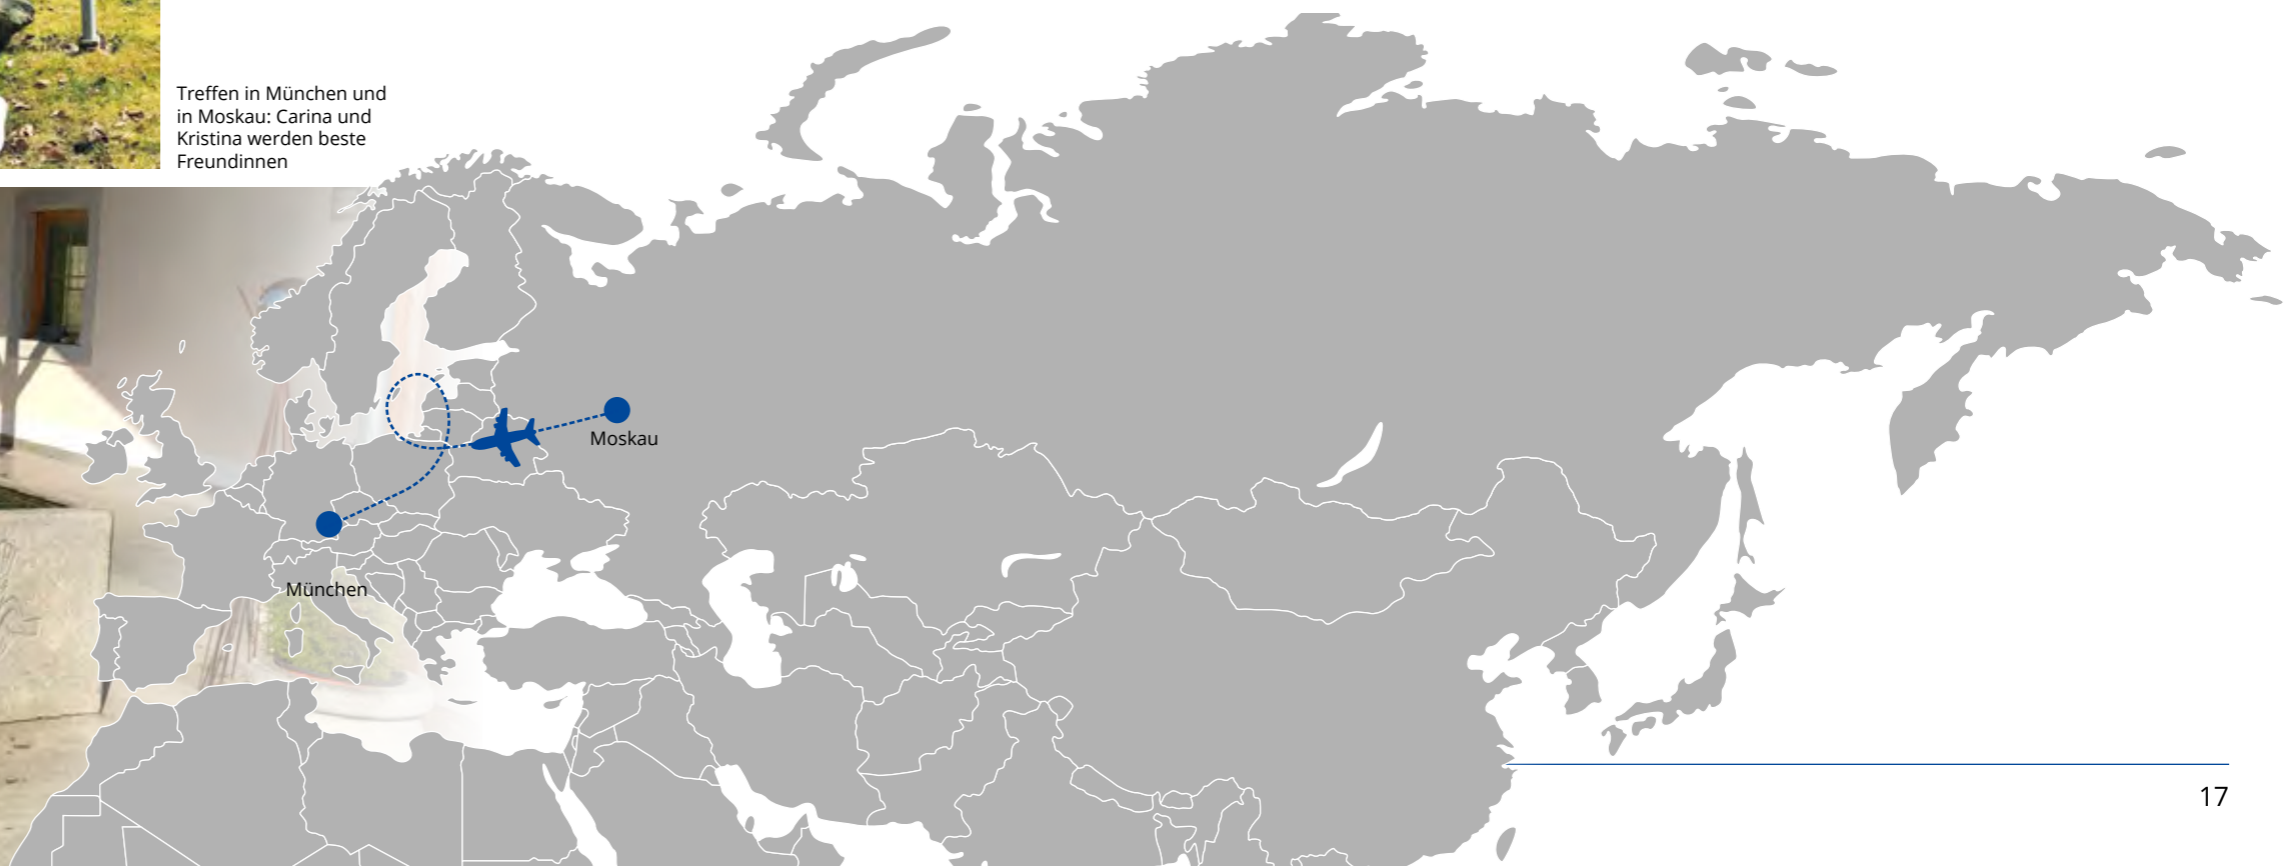 Treffen in München und
in Moskau: Carina und
Kristina werden beste
Freundinnen
Moskau
München
17